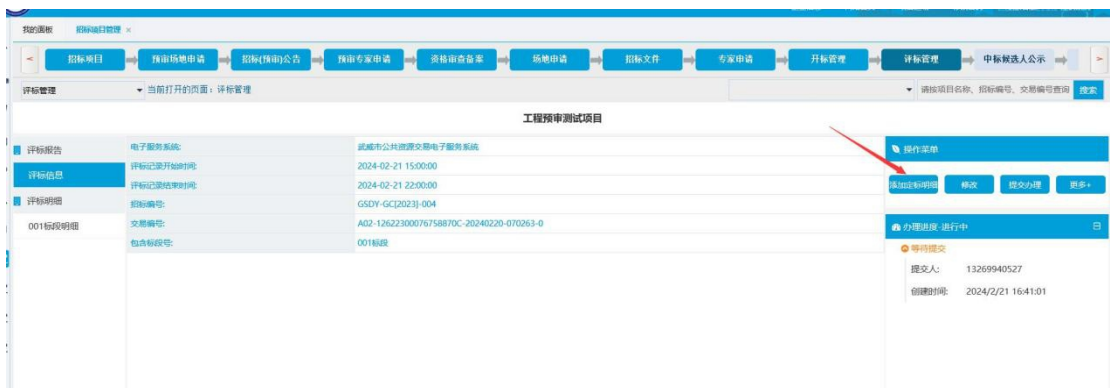 我的面板 招标项目管理 ×
< 招标项目 预审场地申请 招标(预审)公告 预审专家申请 资格审查备案 场地申请 招标文件 专家申请 开标管理 评标管理 中标候选人公示 >
评标管理 当前打开的页面：评标管理 请按项目名称、招标编号、交易编号查询 搜索
工程预审测试项目
评标报告
评标信息
评标明细
001标段明细
电子服务系统: 武威市公共资源交易电子服务系统
评标记录开始时间: 2024-02-21 15:00:00
评标记录结束时间: 2024-02-21 22:00:00
招标编号: GSDY-GC[2023]-004
交易编号: A02-12622300076758870C-20240220-070263-0
包含标段号: 001标段
操作菜单
添加定标明细 修改 提交办理 更多+
办理进度-进行中
等待提交
提交人: 13269940527
创建时间: 2024/2/21 16:41:01